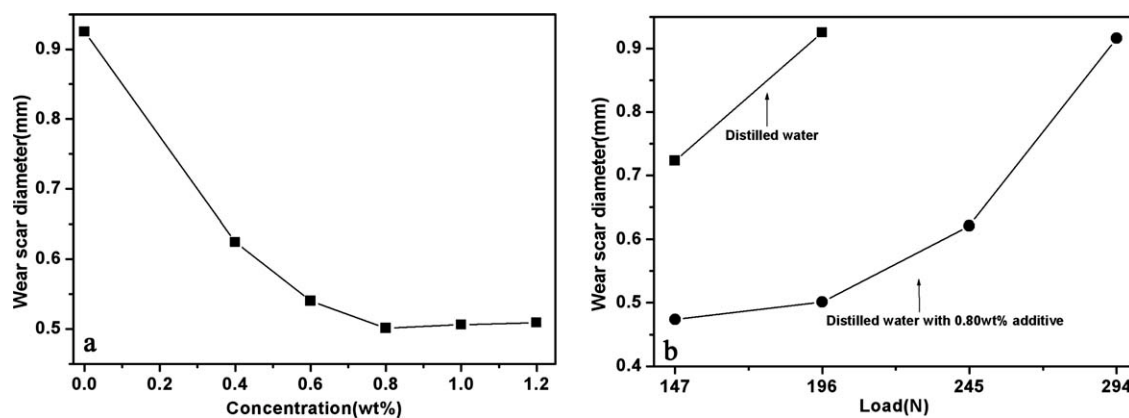 0.9
0.8
0.7
0.6
0.5
Wear scar diameter(mm)
a
0.0 0.2 0.4 0.6 0.8 1.0 1.2
Concentration(wt%)
0.9
0.8
0.7
0.6
0.5
0.4
Wear scar diameter(mm)
Distilled water
Distilled water with 0.80wt% additive
b
147 196 245 294
Load(N)